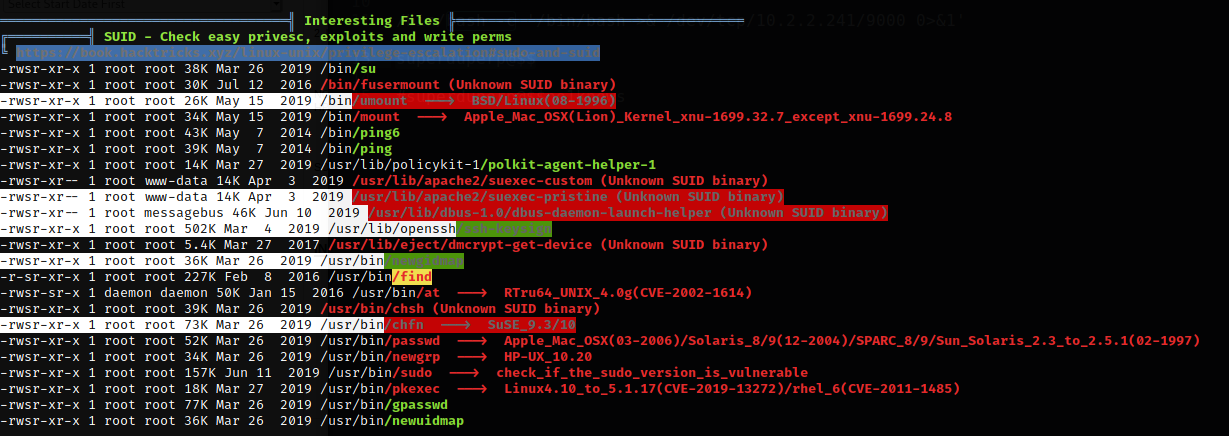 Interesting Files
SUID - Check easy privesc, exploits and write perms
https://book.hacktricks.xyz/linux-unix/privilege-escalation#sudo-and-suid
-rwsr-xr-x 1 root root 38K Mar 26  2019 /bin/su
-rwsr-xr-x 1 root root 30K Jul 12  2016 /bin/fusermount (Unknown SUID binary)
-rwsr-xr-x 1 root root 26K May 15  2019 /bin/umount  --->  BSD/Linux(08-1996)
-rwsr-xr-x 1 root root 34K May 15  2019 /bin/mount  --->  Apple_Mac_OSX(Lion)_Kernel_xnu-1699.32.7_except_xnu-1699.24.8
-rwsr-xr-x 1 root root 43K May  7  2014 /bin/ping6
-rwsr-xr-x 1 root root 39K May  7  2014 /bin/ping
-rwsr-xr-x 1 root root 14K Mar 27  2019 /usr/lib/policykit-1/polkit-agent-helper-1
-rwsr-xr-- 1 root www-data 14K Apr  3  2019 /usr/lib/apache2/suexec-custom (Unknown SUID binary)
-rwsr-xr-- 1 root www-data 14K Apr  3  2019 /usr/lib/apache2/suexec-pristine (Unknown SUID binary)
-rwsr-xr-- 1 root messagebus 46K Jun 10  2019 /usr/lib/dbus-1.0/dbus-daemon-launch-helper (Unknown SUID binary)
-rwsr-xr-x 1 root root 502K Mar  4  2019 /usr/lib/openssh/ssh-keysign
-rwsr-xr-x 1 root root 5.4K Mar 27  2017 /usr/lib/eject/dmcrypt-get-device (Unknown SUID binary)
-rwsr-xr-x 1 root root 36K Mar 26  2019 /usr/bin/newgidmap
-r-sr-xr-x 1 root root 227K Feb  8  2016 /usr/bin/find
-rwsr-sr-x 1 daemon daemon 50K Jan 15  2016 /usr/bin/at  --->  RTru64_UNIX_4.0g(CVE-2002-1614)
-rwsr-xr-x 1 root root 39K Mar 26  2019 /usr/bin/chsh (Unknown SUID binary)
-rwsr-xr-x 1 root root 73K Mar 26  2019 /usr/bin/chfn  --->  SuSE_9.3/10
-rwsr-xr-x 1 root root 52K Mar 26  2019 /usr/bin/passwd  --->  Apple_Mac_OSX(03-2006)/Solaris_8/9(12-2004)/SPARC_8/9/Sun_Solaris_2.3_to_2.5.1(02-1997)
-rwsr-xr-x 1 root root 34K Mar 26  2019 /usr/bin/newgrp  --->  HP-UX_10.20
-rwsr-xr-x 1 root root 157K Jun 11  2019 /usr/bin/sudo  --->  check_if_the_sudo_version_is_vulnerable
-rwsr-xr-x 1 root root 18K Mar 27  2019 /usr/bin/pkexec  --->  Linux4.10_to_5.1.17(CVE-2019-13272)/rhel_6(CVE-2011-1485)
-rwsr-xr-x 1 root root 77K Mar 26  2019 /usr/bin/gpasswd
-rwsr-xr-x 1 root root 36K Mar 26  2019 /usr/bin/newuidmap